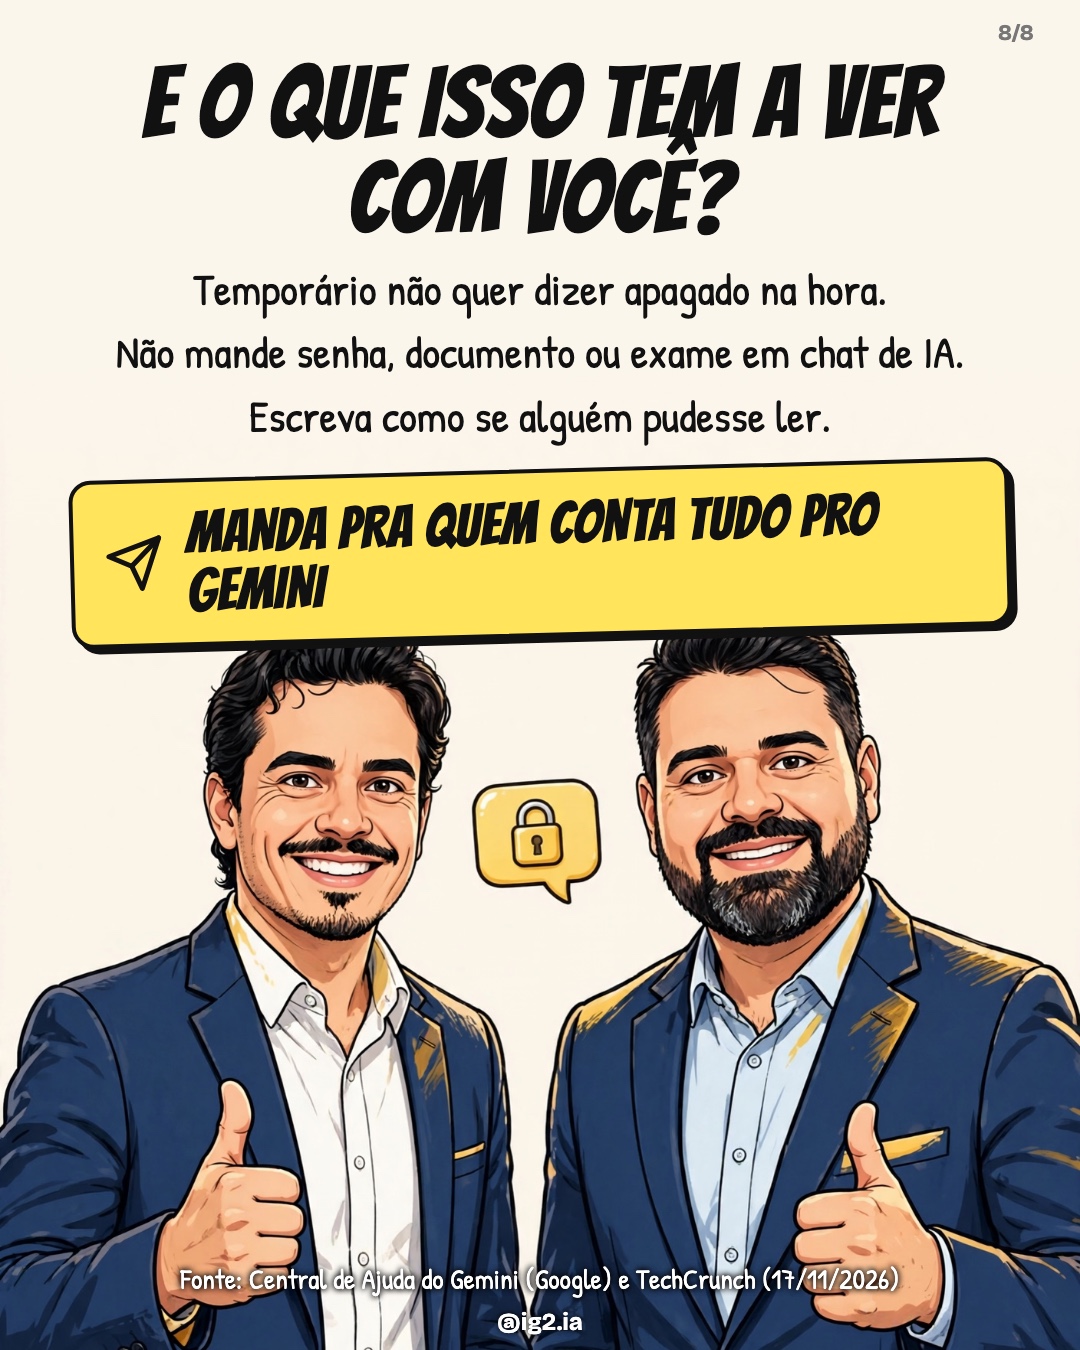 8/8
E O QUE ISSO TEM A VER
COM VOCÊ?
Temporário não quer dizer apagado na hora.
Não mande senha, documento ou exame em chat de IA.
Escreva como se alguém pudesse ler.
MANDA PRA QUEM CONTA TUDO PRO
GEMINI
Fonte: Central de Ajuda do Gemini (Google) e TechCrunch (17/11/2026)
@ig2.ia